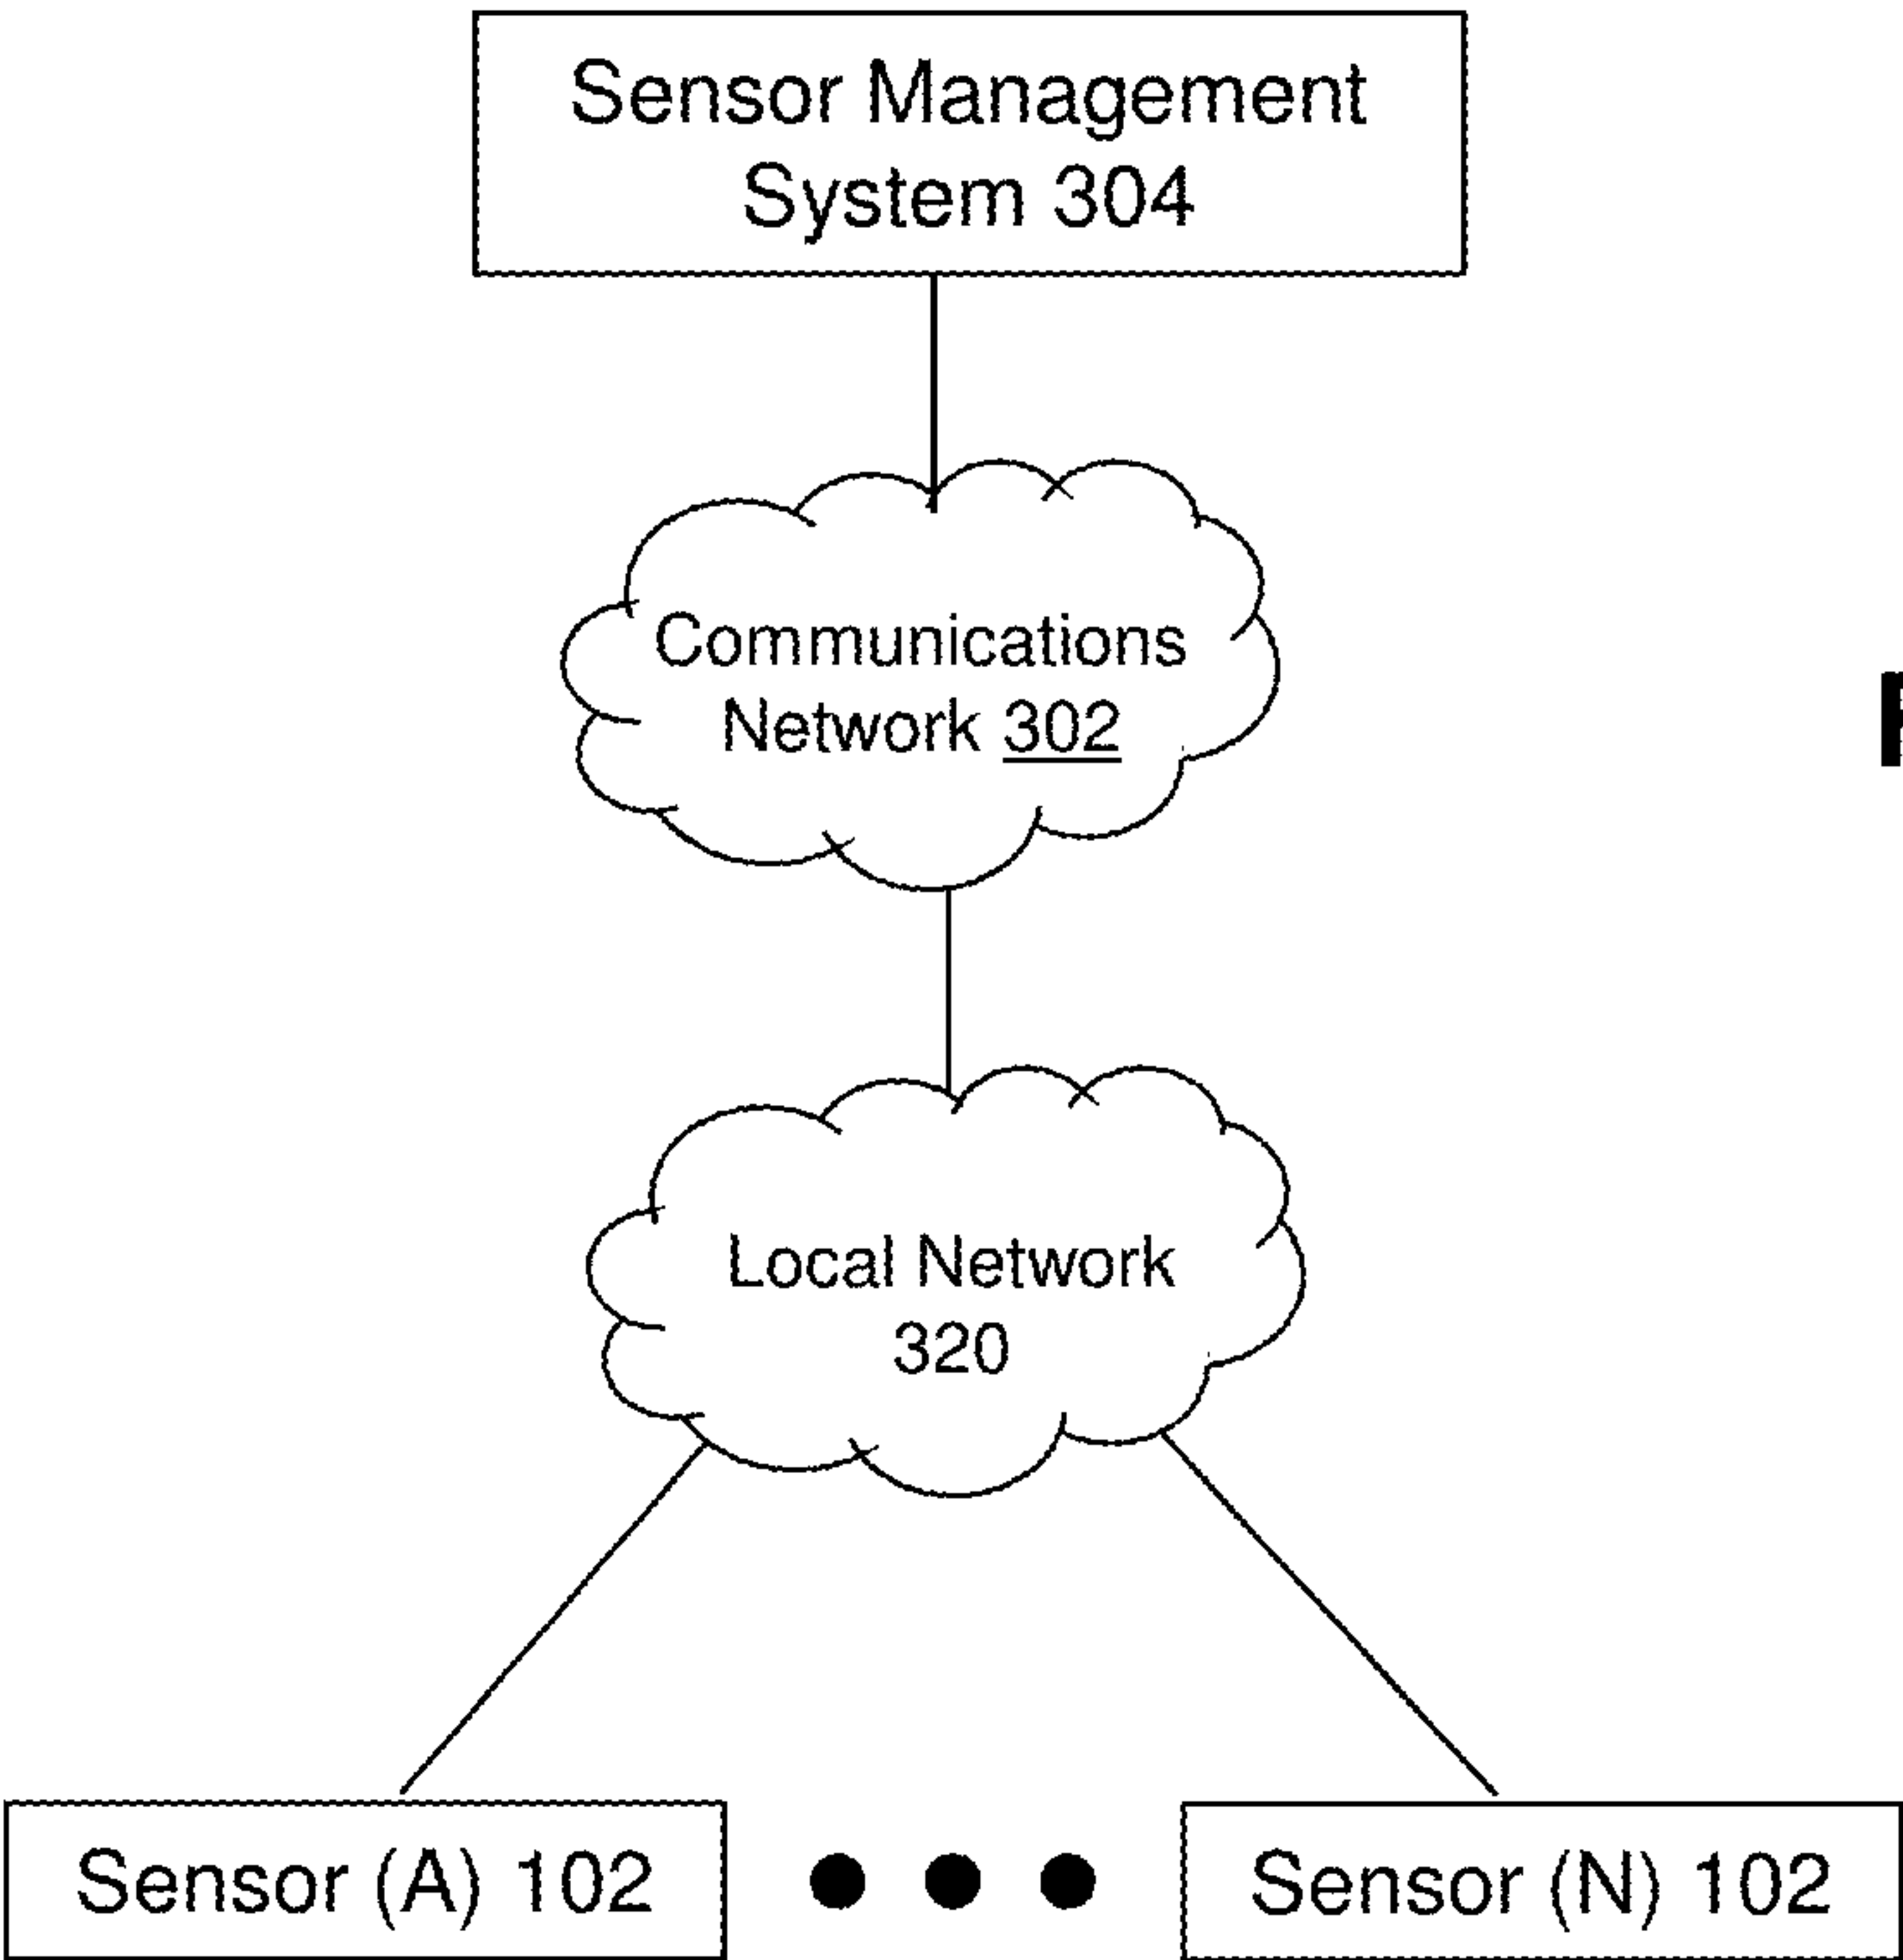 Sensor Management
System 304
Communications
Network 302
Local Network
320
Sensor (A) 102
Sensor (N) 102